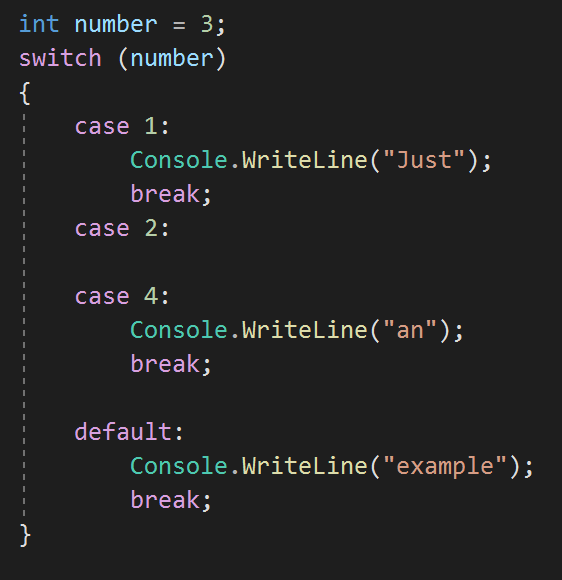 int number = 3;
switch (number)
{
    case 1:
        Console.WriteLine("Just");
        break;
    case 2:

    case 4:
        Console.WriteLine("an");
        break;

    default:
        Console.WriteLine("example");
        break;
}